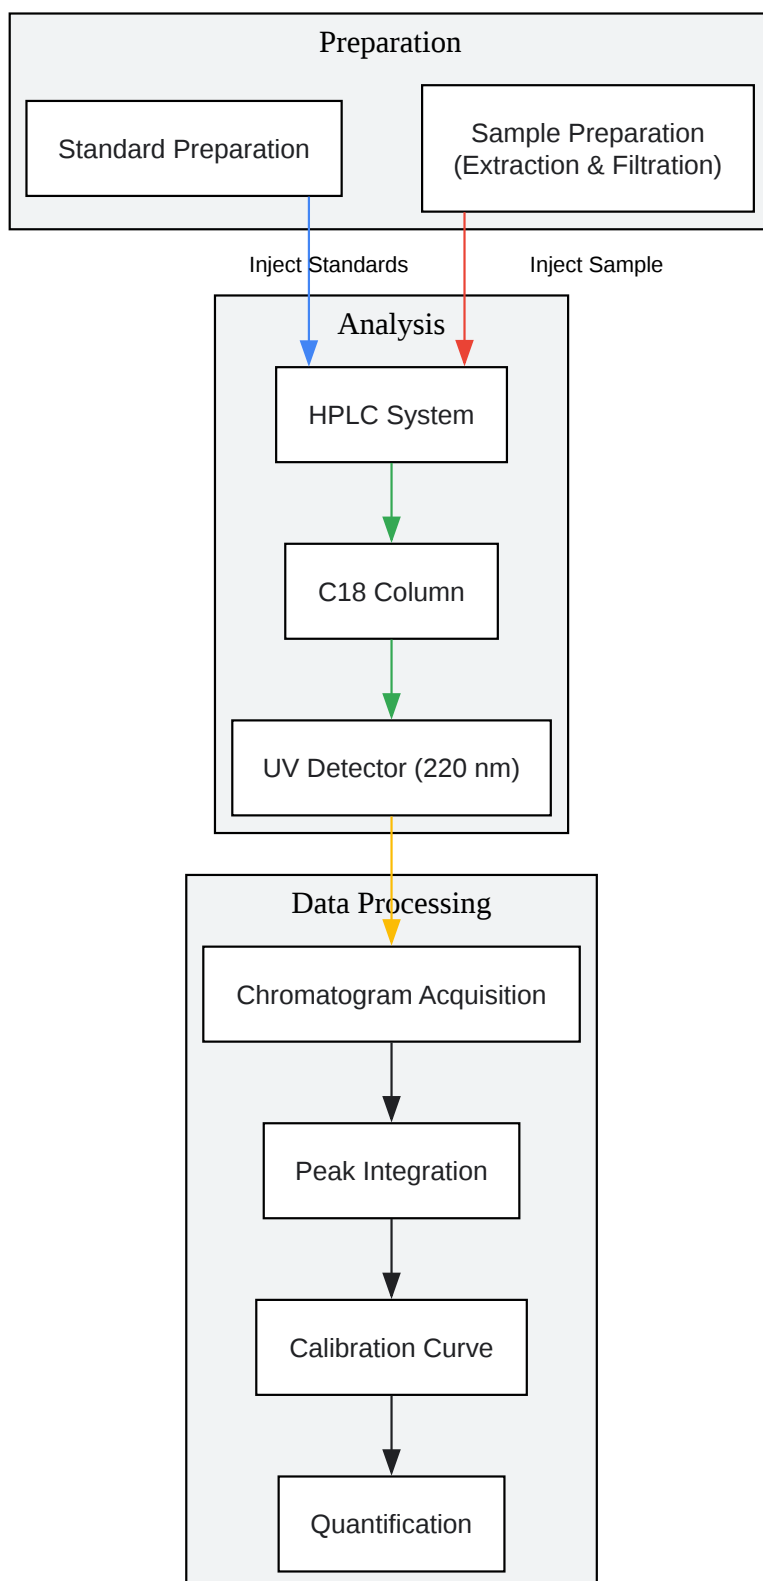 Preparation
Standard Preparation
Sample Preparation
(Extraction & Filtration)
Inject Standards
Inject Sample
Analysis
HPLC System
C18 Column
UV Detector (220 nm)
Data Processing
Chromatogram Acquisition
Peak Integration
Calibration Curve
Quantification